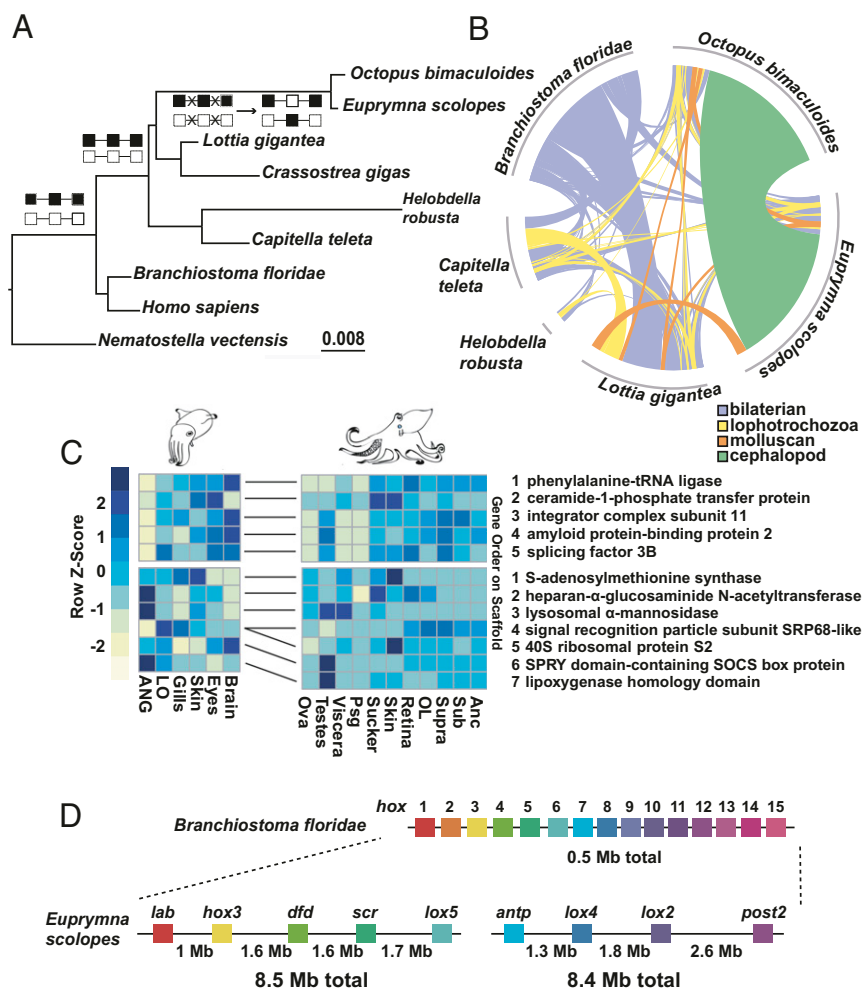 A
Octopus bimaculoides
Euprymna scolopes
Lottia gigantea
Crassostrea gigas
Helobdella
robusta
Capitella teleta
Branchiostoma floridae
Homo sapiens
Nematostella vectensis
0.008
B
Branchiostoma floridae
Octopus bimaculoides
Capitella
teleta
Euprymna scolopes
Helobdella
robusta
Lottia gigantea
bilaterian
lophotrochozoa
molluscan
cephalopod
C
Row Z-Score
2
1
0
-1
-2
ANG
LO
Gills
Skin
Eyes
Brain
Ova
Testes
Viscera
Psg
Sucker
Skin
Retina
OL
Supra
Sub
Anc
Gene Order on Scaffold
1 phenylalanine-tRNA ligase
2 ceramide-1-phosphate transfer protein
3 integrator complex subunit 11
4 amyloid protein-binding protein 2
5 splicing factor 3B
1 S-adenosylmethionine synthase
2 heparan-α-glucosaminide N-acetyltransferase
3 lysosomal α-mannosidase
4 signal recognition particle subunit SRP68-like
5 40S ribosomal protein S2
6 SPRY domain-containing SOCS box protein
7 lipoxygenase homology domain
D
hox 1 2 3 4 5 6 7 8 9 10 11 12 13 14 15
Branchiostoma floridae
0.5 Mb total
Euprymna
scolopes
lab hox3 dfd scr lox5 antp lox4 lox2 post2
1 Mb 1.6 Mb 1.6 Mb 1.7 Mb 1.3 Mb 1.8 Mb 2.6 Mb
8.5 Mb total 8.4 Mb total